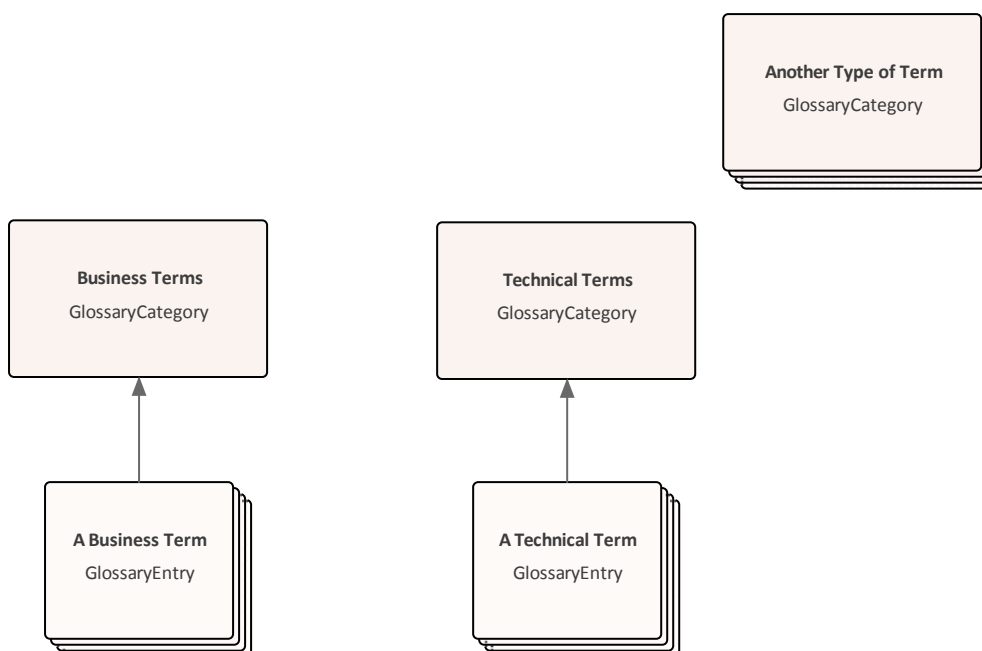 Another Type of Term
GlossaryCategory
Business Terms
GlossaryCategory
Technical Terms
GlossaryCategory
A Business Term
GlossaryEntry
A Technical Term
GlossaryEntry